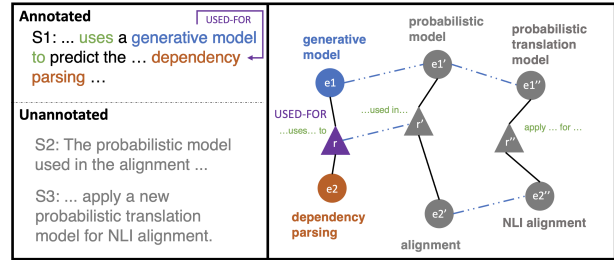 Annotated
USED-FOR
S1: ... uses a generative model
to predict the ... dependency
parsing ...
Unannotated
S2: The probabilistic model
used in the alignment ...
S3: ... apply a new
probabilistic translation
model for NLI alignment.
generative
model
probabilistic
model
probabilistic
translation
model
e1
e1'
e1''
USED-FOR
...uses... to
r
...used in...
r'
apply ... for ...
r''
e2
e2'
e2''
dependency
parsing
alignment
NLI alignment